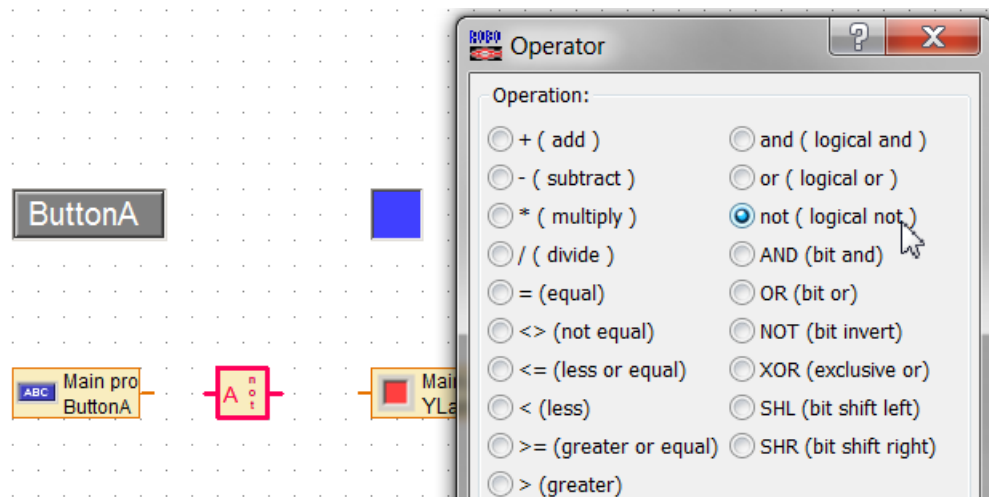 ROBO
Operator
?
X
Operation:
+ ( add )
and ( logical and )
- ( subtract )
or ( logical or )
ButtonA
* ( multiply )
not ( logical not )
/ ( divide )
AND (bit and)
= (equal)
OR (bit or)
<> (not equal)
NOT (bit invert)
<= (less or equal)
XOR (exclusive or)
ABC
Main pro
ButtonA
A
not
Mai
YLa
< (less)
SHL (bit shift left)
>= (greater or equal)
SHR (bit shift right)
> (greater)